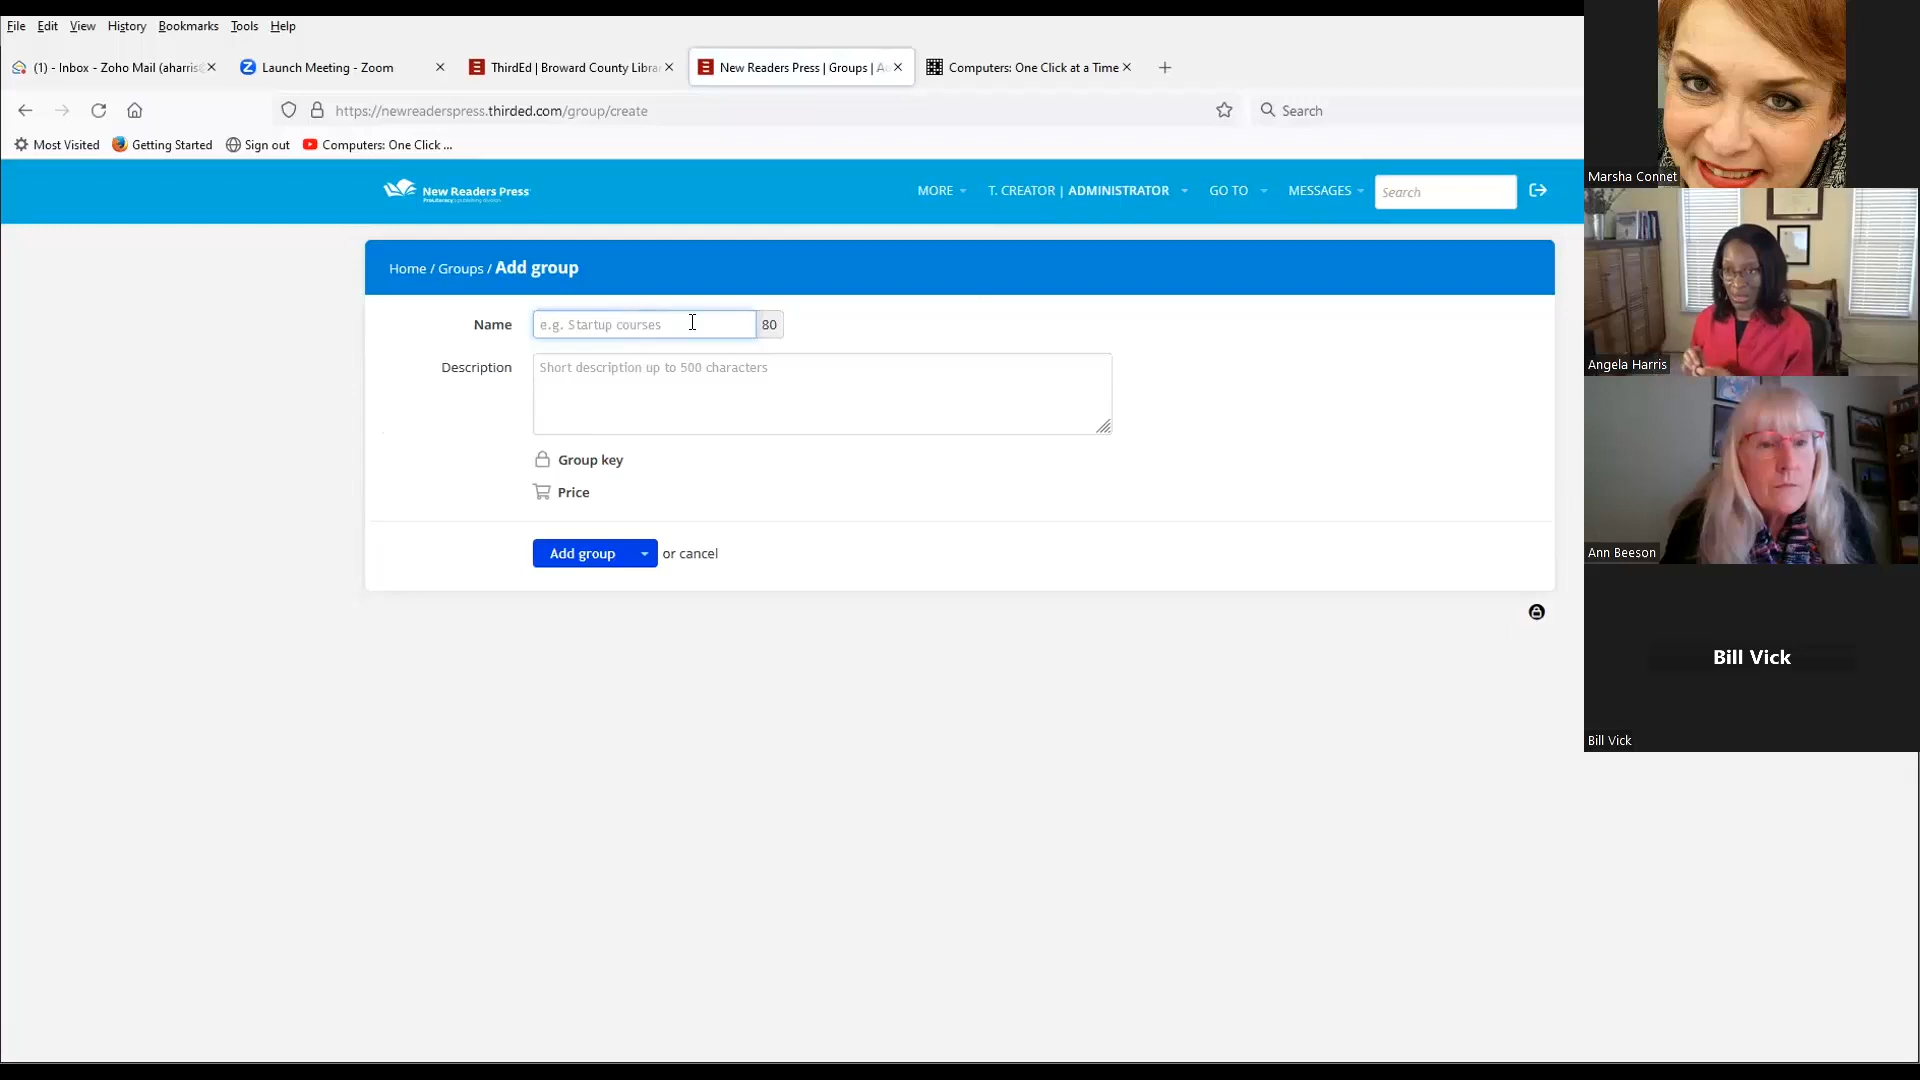 File Edit View History Bookmarks Tools Help
(1) - Inbox - Zoho Mail (aharris@
Launch Meeting - Zoom
ThirdEd | Broward County Librar
New Readers Press | Groups | A
Computers: One Click at a Time
https://newreaderspress.thirded.com/group/create
Search
Most Visited
Getting Started
Sign out
Computers: One Click ...
New Readers Press
ProLiteracy's publishing division
MORE
T. CREATOR | ADMINISTRATOR
GO TO
MESSAGES
Search
Home / Groups / Add group
Name
e.g. Startup courses
80
Description
Short description up to 500 characters
Group key
Price
Add group
or cancel
Marsha Connet
Angela Harris
Ann Beeson
Bill Vick
Bill Vick